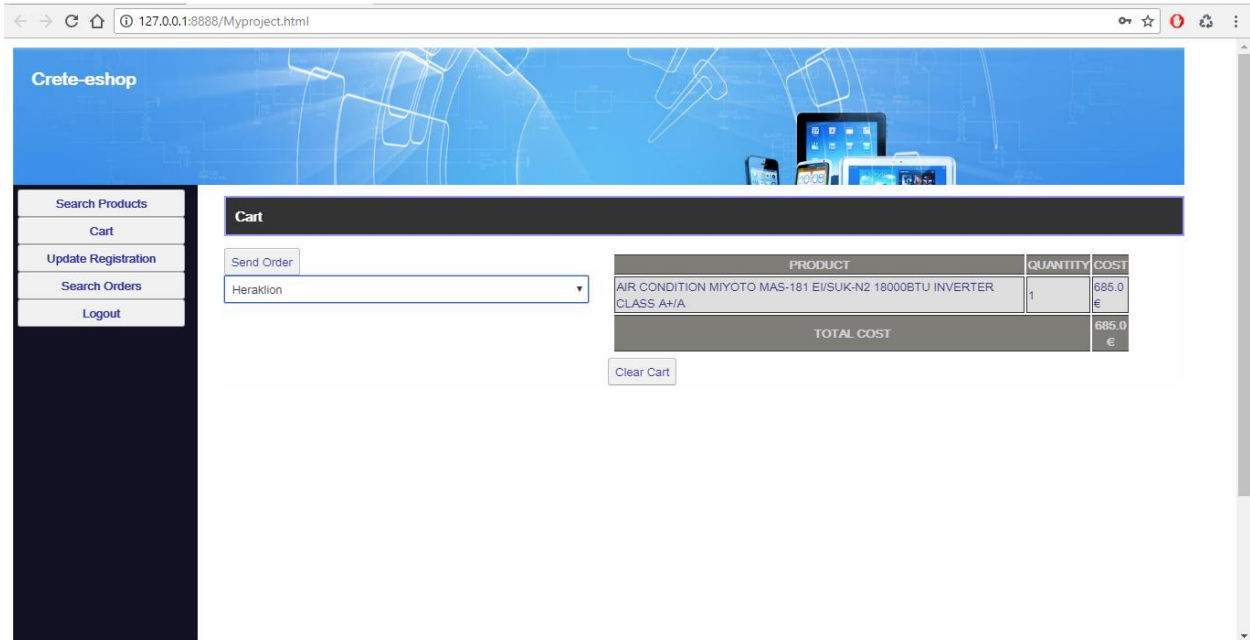 127.0.0.1:8888/Myproject.html
Crete-eshop
10:08
Search Products
Cart
Update Registration
Search Orders
Logout
Cart
Send Order
Heraklion
PRODUCT QUANTITY COST
AIR CONDITION MIYOTO MAS-181 EI/SUK-N2 18000BTU INVERTER
CLASS A+/A
1
685.0
€
TOTAL COST
685.0
€
Clear Cart